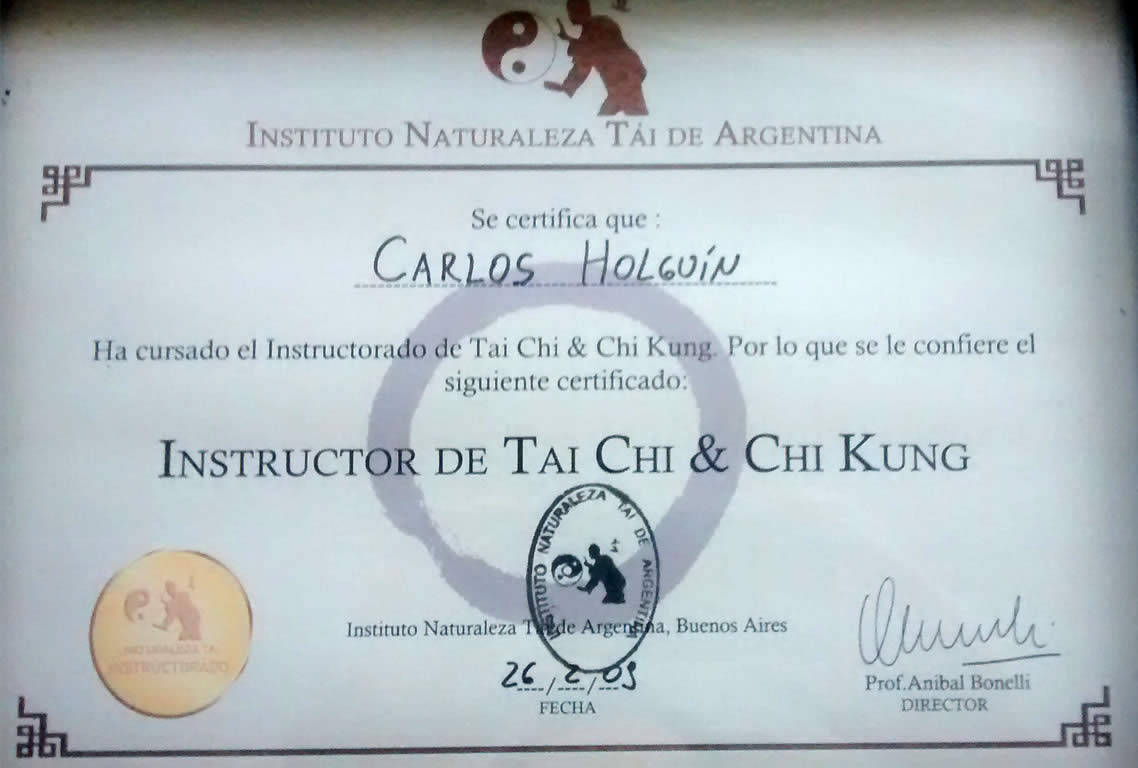 INSTITUTO NATURALEZA TÁI DE ARGENTINA
Se certifica que :
CARLOS HOLGUÍN
Ha cursado el Instructorado de Tai Chi & Chi Kung. Por lo que se le confiere el
siguiente certificado:
INSTRUCTOR DE TAI CHI & CHI KUNG
INSTITUTO NATURALEZA TAI DE ARGENTINA
NATURALEZA TAI
INSTRUCTORADO
Instituto Naturaleza Tai de Argentina, Buenos Aires
26/2/09
FECHA
Prof.Anibal Bonelli
DIRECTOR